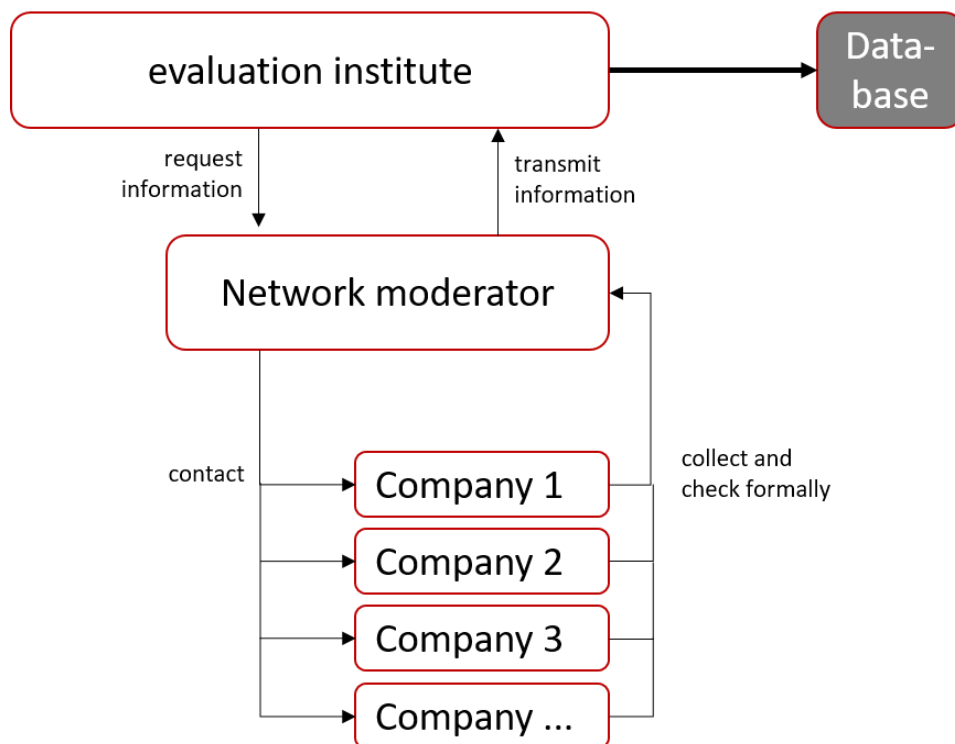 evaluation institute
Data-
base
request
information
transmit
information
Network moderator
contact
Company 1
collect and
check formally
Company 2
Company 3
Company ...